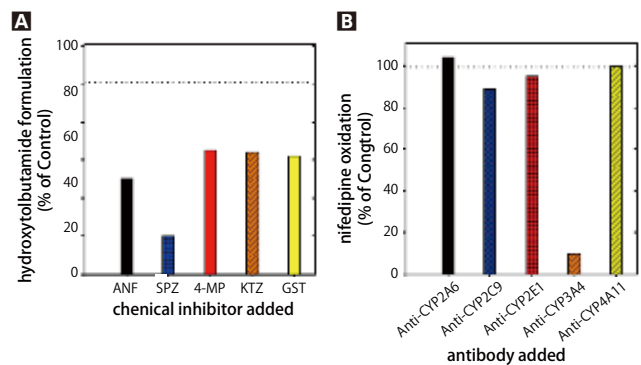 A
hydroxytolbutamide formulation
(% of Control)
100
80
60
40
20
0
ANF SPZ 4-MP KTZ GST
chenical inhibitor added
B
nifedipine oxidation
(% of Congtrol)
100
80
60
40
20
0
Anti-CYP2A6
Anti-CYP2C9
Anti-CYP2E1
Anti-CYP3A4
Anti-CYP4A11
antibody added